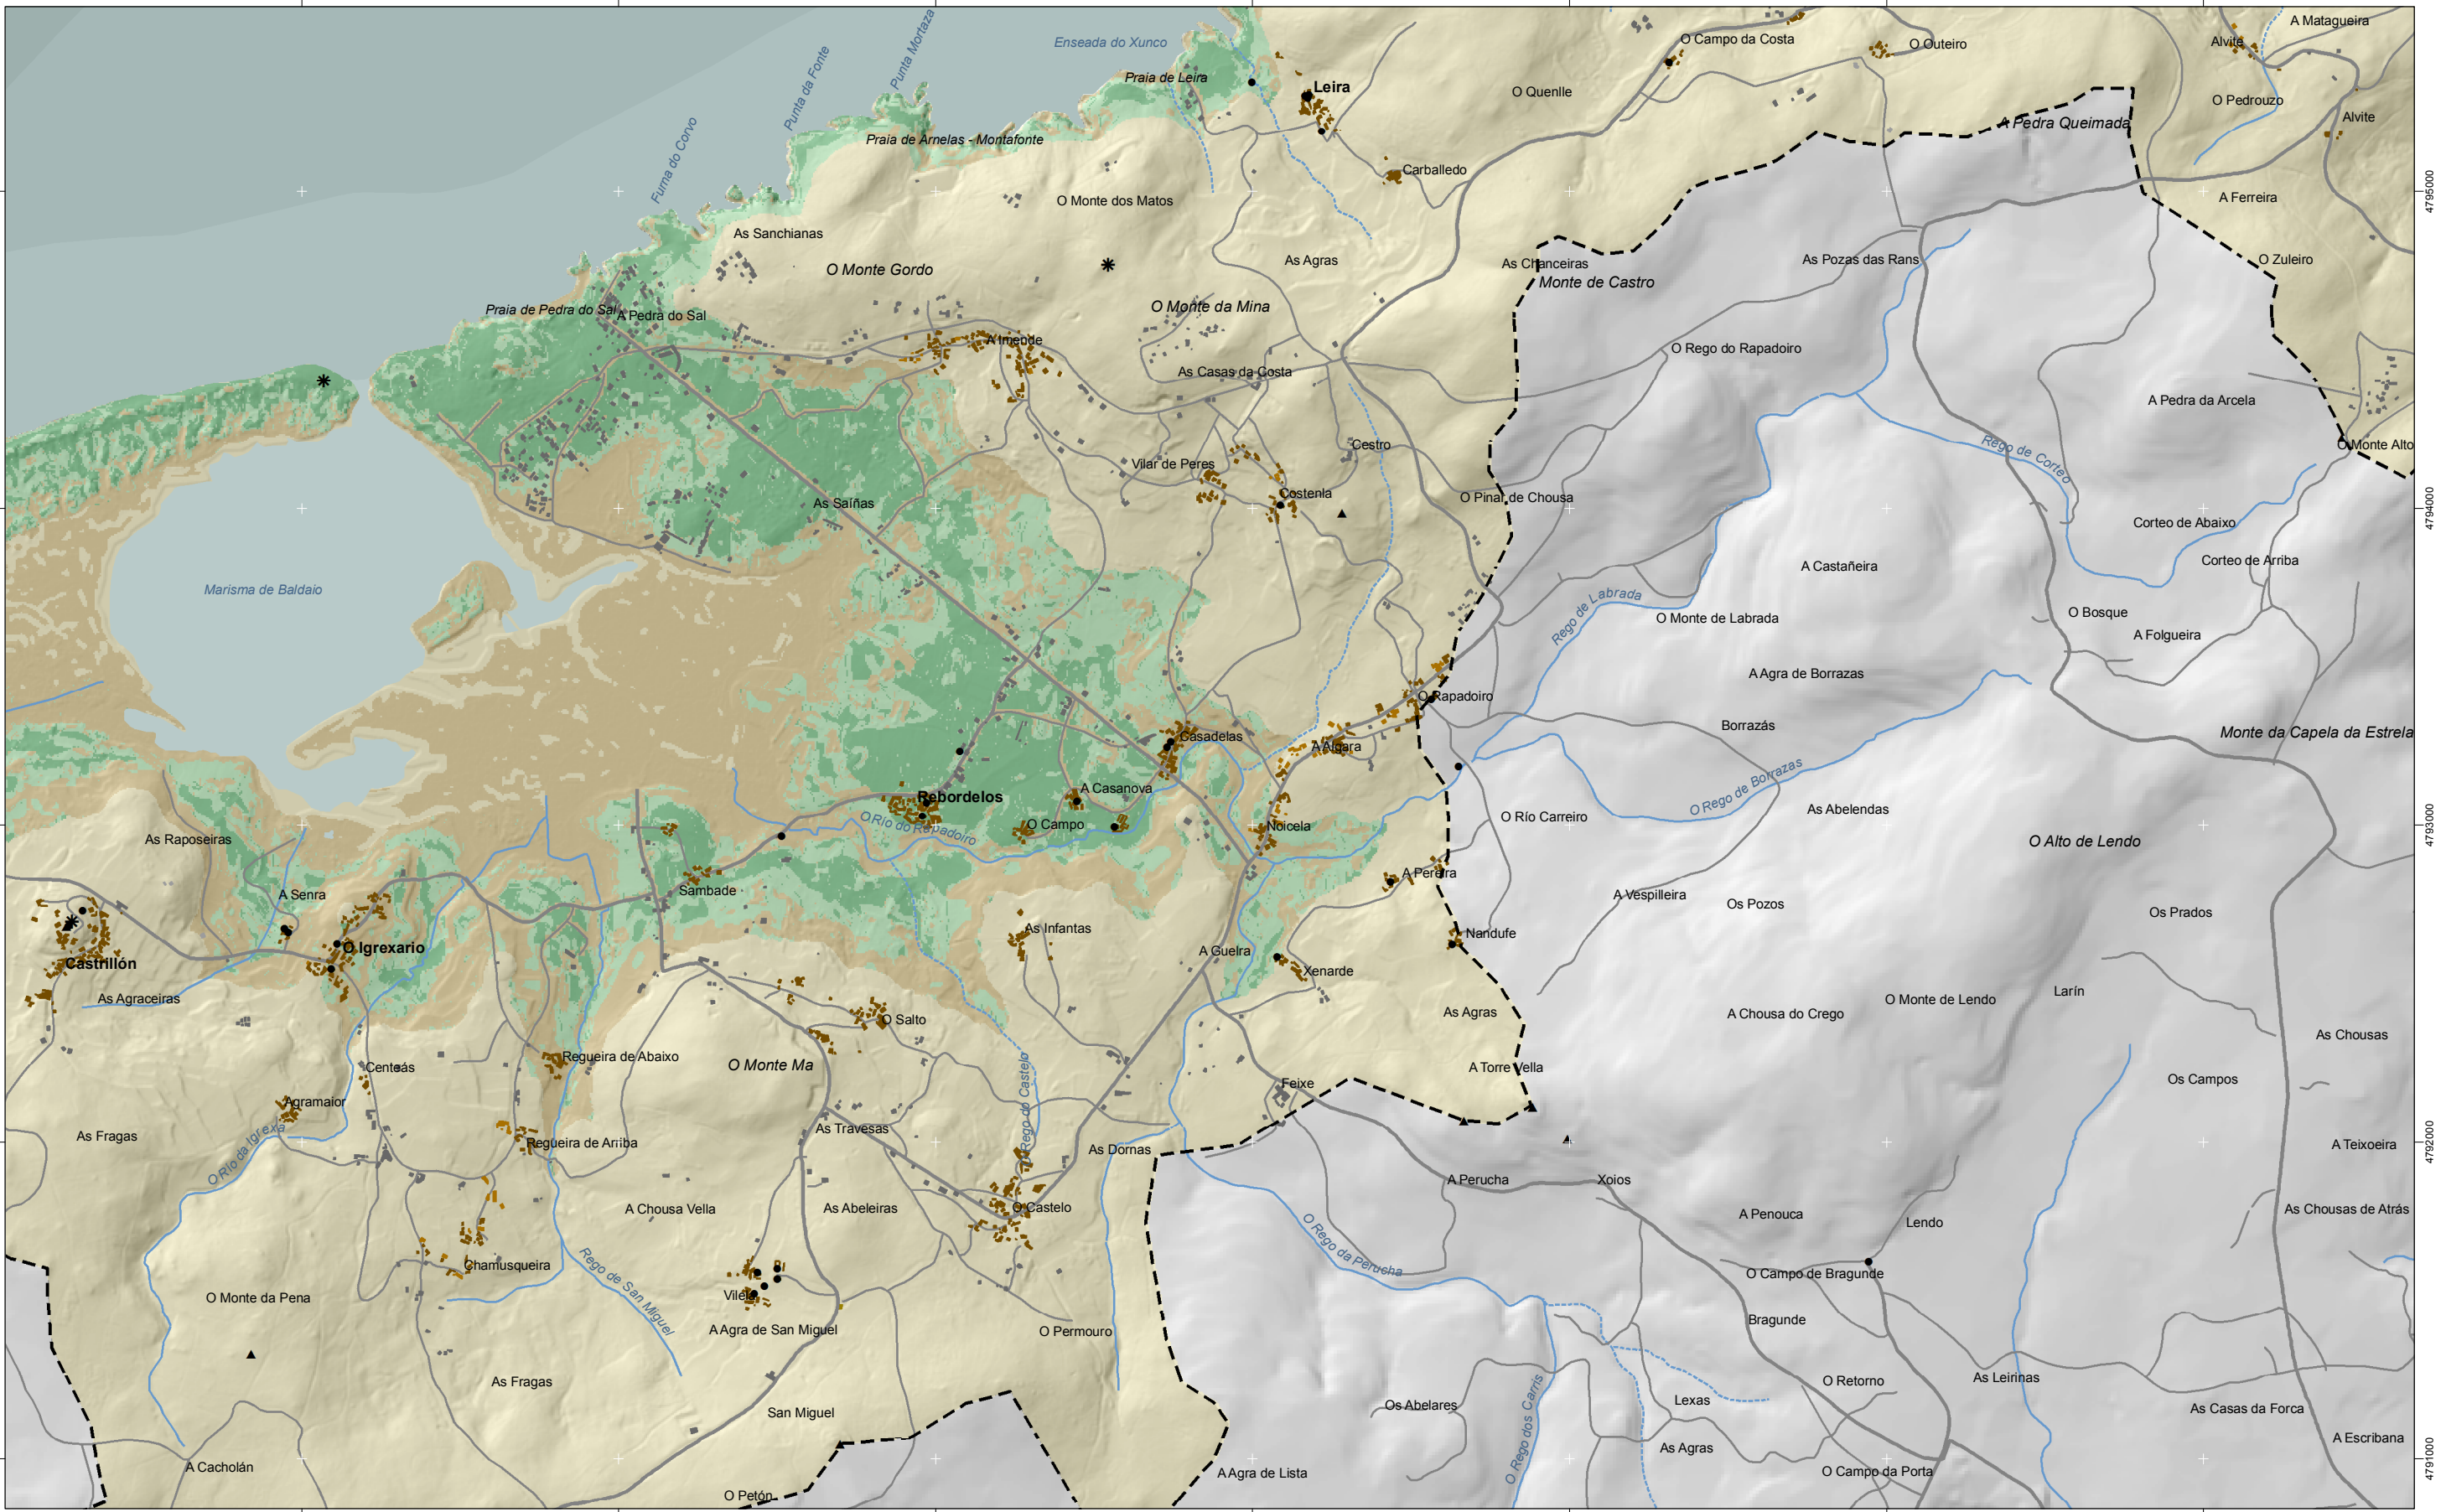 A Matagueira
Punta Mortaza
O Campo da Costa
Enseada do Xunco
O Outeiro
Alvite
Punta da Fonte
Praia de Leira
Leira
O Quenlle
O Pedrouzo
Alvite
A Pedra Queimada
Praia de Arnelas - Montafonte
Furna do Corvo
Carballedo
4795000
O Monte dos Matos
A Ferreira
As Sanchianas
As Agras
As Chanceiras
As Pozas das Rans
O Zuleiro
O Monte Gordo
Monte de Castro
O Monte da Mina
Praia de Pedra do Sal
A Pedra do Sal
A Imende
O Rego do Rapadoiro
As Casas da Costa
A Pedra da Arcela
Cestro
O Monte Alto
Rego de Corteo
Vilar de Peres
Costenla
O Pinar de Chousa
As Saíñas
4794000
Corteo de Abaixo
Corteo de Arriba
A Castañeira
Marisma de Baldaio
Rego de Labrada
O Monte de Labrada
O Bosque
A Folgueira
A Agra de Borrazas
O Rapadoiro
Borrazás
Monte da Capela da Estrela
Casadelas
A Algara
O Rego de Borrazas
A Casanova
Rebordelos
As Abelendas
O Río Carreiro
O Campo
O Río do Rapadoiro
Noicela
4793000
As Raposeiras
O Alto de Lendo
A Pereira
Sambade
A Senra
A Vespilleira
Os Pozos
Os Prados
As Infantas
Nandufe
O Igrexario
A Guelra
Castrillón
Xenarde
Larín
As Agraceiras
O Monte de Lendo
As Agras
A Chousa do Crego
O Salto
As Chousas
Regueira de Abaixo
O Monte Ma
Centeás
A Torre Vella
Os Campos
Feixe
O Rego do Castelo
Agramaior
As Travesas
As Fragas
O Río da Igrexa
Regueira de Arriba
As Dornas
A Teixoeira
4792000
A Perucha
Xoios
A Chousa Vella
As Abeleiras
O Castelo
A Penouca
Lendo
As Chousas de Atrás
O Rego da Perucha
Chamusqueira
Rego de San Miguel
O Campo de Bragunde
O Monte da Pena
Vilela
Bragunde
A Agra de San Miguel
O Permouro
As Fragas
O Retorno
As Leirinas
Lexas
Os Abelares
San Miguel
As Casas da Forca
O Rego dos Carris
As Agras
A Escribana
4791000
A Cacholán
A Agra de Lista
O Campo da Porta
O Petón